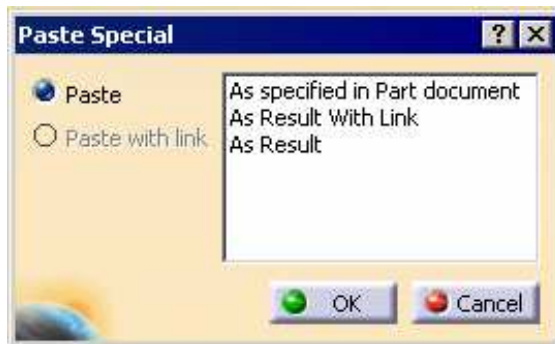 Paste Special
? X
Paste
Paste with link
As specified in Part document
As Result With Link
As Result
OK
Cancel